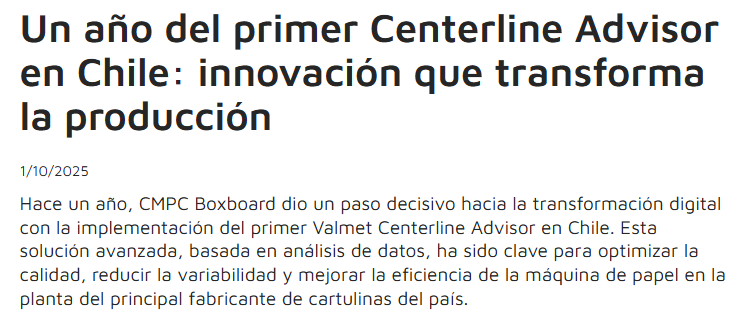 Un año del primer Centerline Advisor
en Chile: innovación que transforma
la producción
1/10/2025
Hace un año, CMPC Boxboard dio un paso decisivo hacia la transformación digital
con la implementación del primer Valmet Centerline Advisor en Chile. Esta
solución avanzada, basada en análisis de datos, ha sido clave para optimizar la
calidad, reducir la variabilidad y mejorar la eficiencia de la máquina de papel en la
planta del principal fabricante de cartulinas del país.